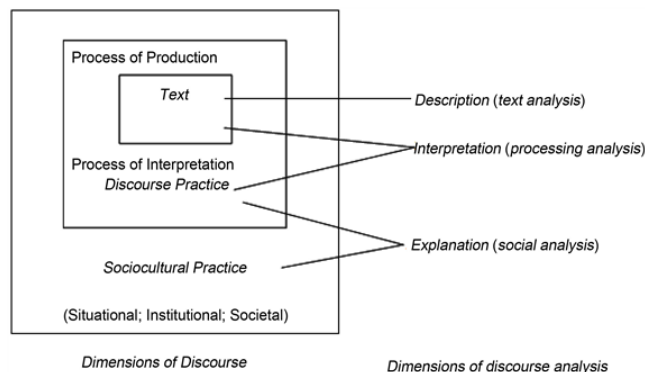 Process of Production
Text
Description (text analysis)
Interpretation (processing analysis)
Process of Interpretation
Discourse Practice
Explanation (social analysis)
Sociocultural Practice
(Situational; Institutional; Societal)
Dimensions of Discourse
Dimensions of discourse analysis